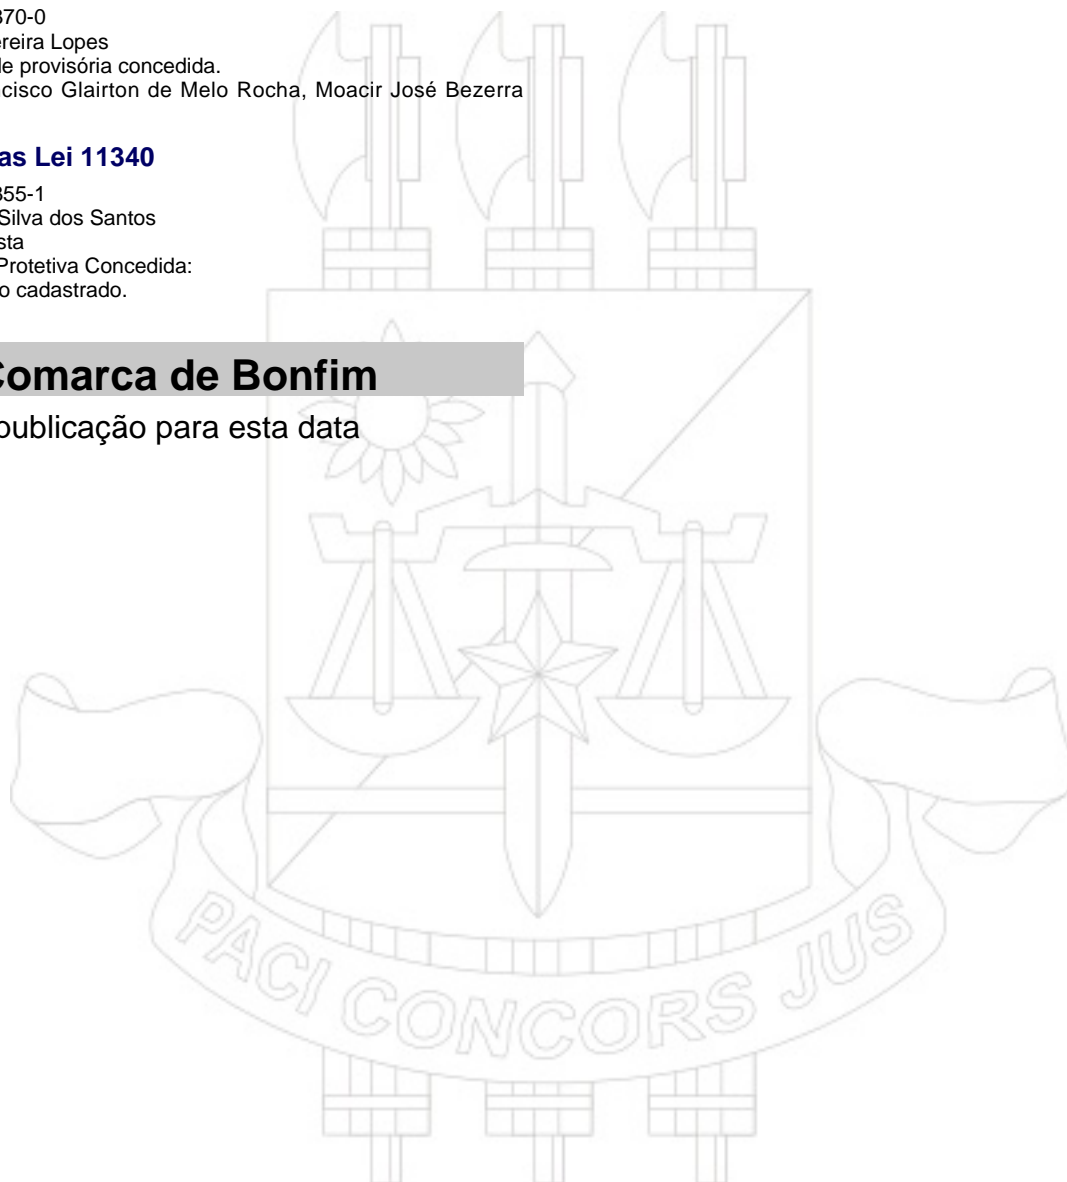 370-0
ereira Lopes
de provisória concedida.
ncisco Glairton de Melo Rocha, Moacir José Bezerra
as Lei 11340
355-1
Silva dos Santos
sta
Protetiva Concedida:
o cadastrado.
Comarca de Bonfim
publicação para esta data
PACI CONCORS JUS